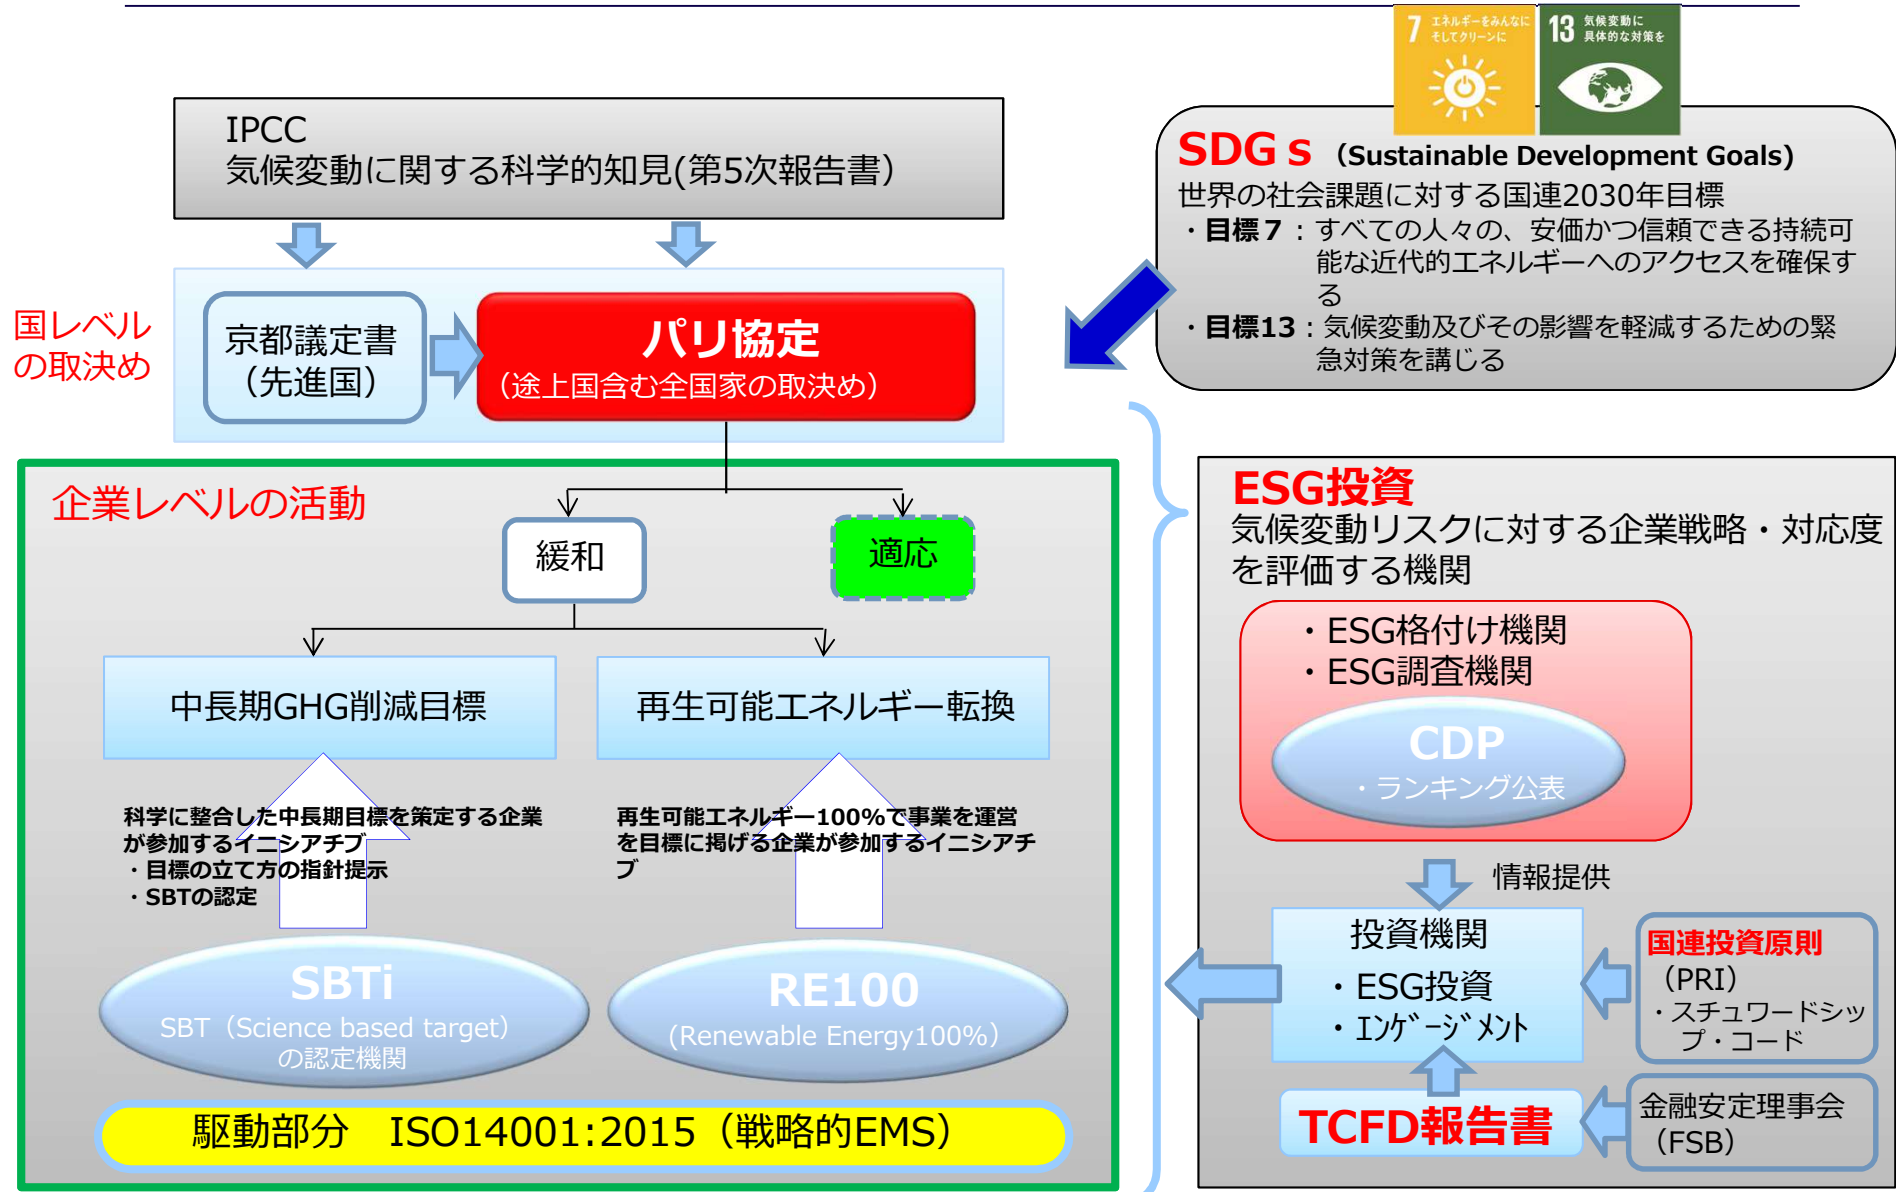 7 エネルギーをみんなに
そしてクリーンに
13 気候変動に
具体的な対策を
IPCC
気候変動に関する科学的知見(第5次報告書）
SDGｓ（Sustainable Development Goals)
世界の社会課題に対する国連2030年目標
・目標７：すべての人々の、安価かつ信頼できる持続可
能な近代的エネルギーへのアクセスを確保す
る
・目標13：気候変動及びその影響を軽減するための緊
急対策を講じる
国レベル
の取決め
京都議定書
（先進国）
パリ協定
（途上国含む全国家の取決め）
企業レベルの活動
緩和
適応
中長期GHG削減目標
再生可能エネルギー転換
科学に整合した中長期目標を策定する企業
が参加するイニシアチブ
・目標の立て方の指針提示
・SBTの認定
再生可能エネルギー100%で事業を運営
を目標に掲げる企業が参加するイニシアチ
ブ
SBTi
SBT（Science based target）
の認定機関
RE100
(Renewable Energy100%）
駆動部分　ISO14001:2015（戦略的EMS）
ESG投資
気候変動リスクに対する企業戦略・対応度
を評価する機関
・ESG格付け機関
・ESG調査機関
CDP
・ランキング公表
情報提供
投資機関
・ESG投資
・ｴﾝｹﾞｰｼﾞﾒﾝﾄ
国連投資原則
（PRI）
・スチュワードシッ
プ・コード
TCFD報告書
金融安定理事会
（FSB）